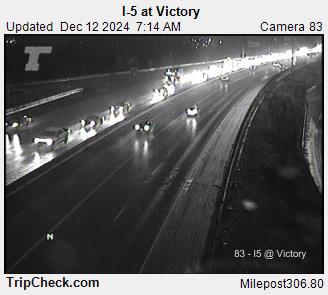 I-5 at Victory
Updated Dec 12 2024 7:14 AM Camera 83
T
N
83 - I5 @ Victory
TripCheck.com Milepost306.80